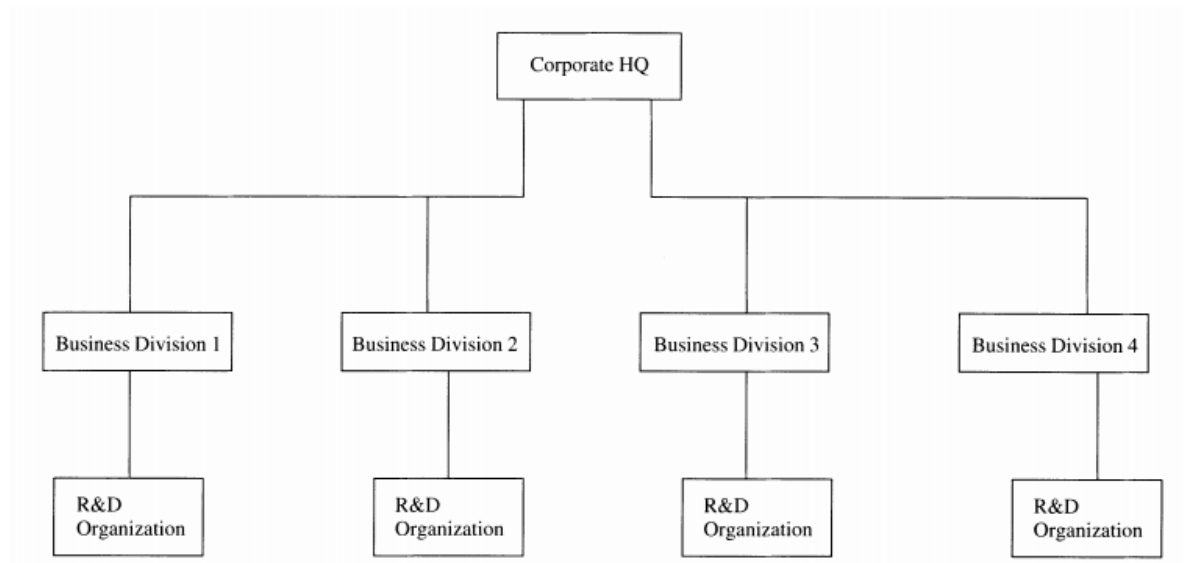 Corporate HQ
Business Division 1
Business Division 2
Business Division 3
Business Division 4
R&D
Organization
R&D
Organization
R&D
Organization
R&D
Organization